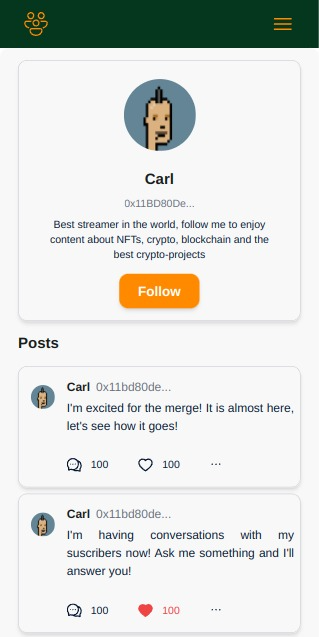 Carl
0x11BD80De...
Best streamer in the world, follow me to enjoy
content about NFTs, crypto, blockchain and the
best crypto-projects
Follow
Posts
Carl 0x11bd80de...
I'm excited for the merge! It is almost here,
let's see how it goes!
100 100 ...
Carl 0x11bd80de...
I'm having conversations with my
suscribers now! Ask me something and I'll
answer you!
100 100 ...